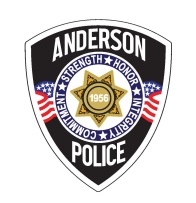 ANDERSON
STRENGTH★HONOR
COMMITMENT★INTEGRITY
1956
POLICE